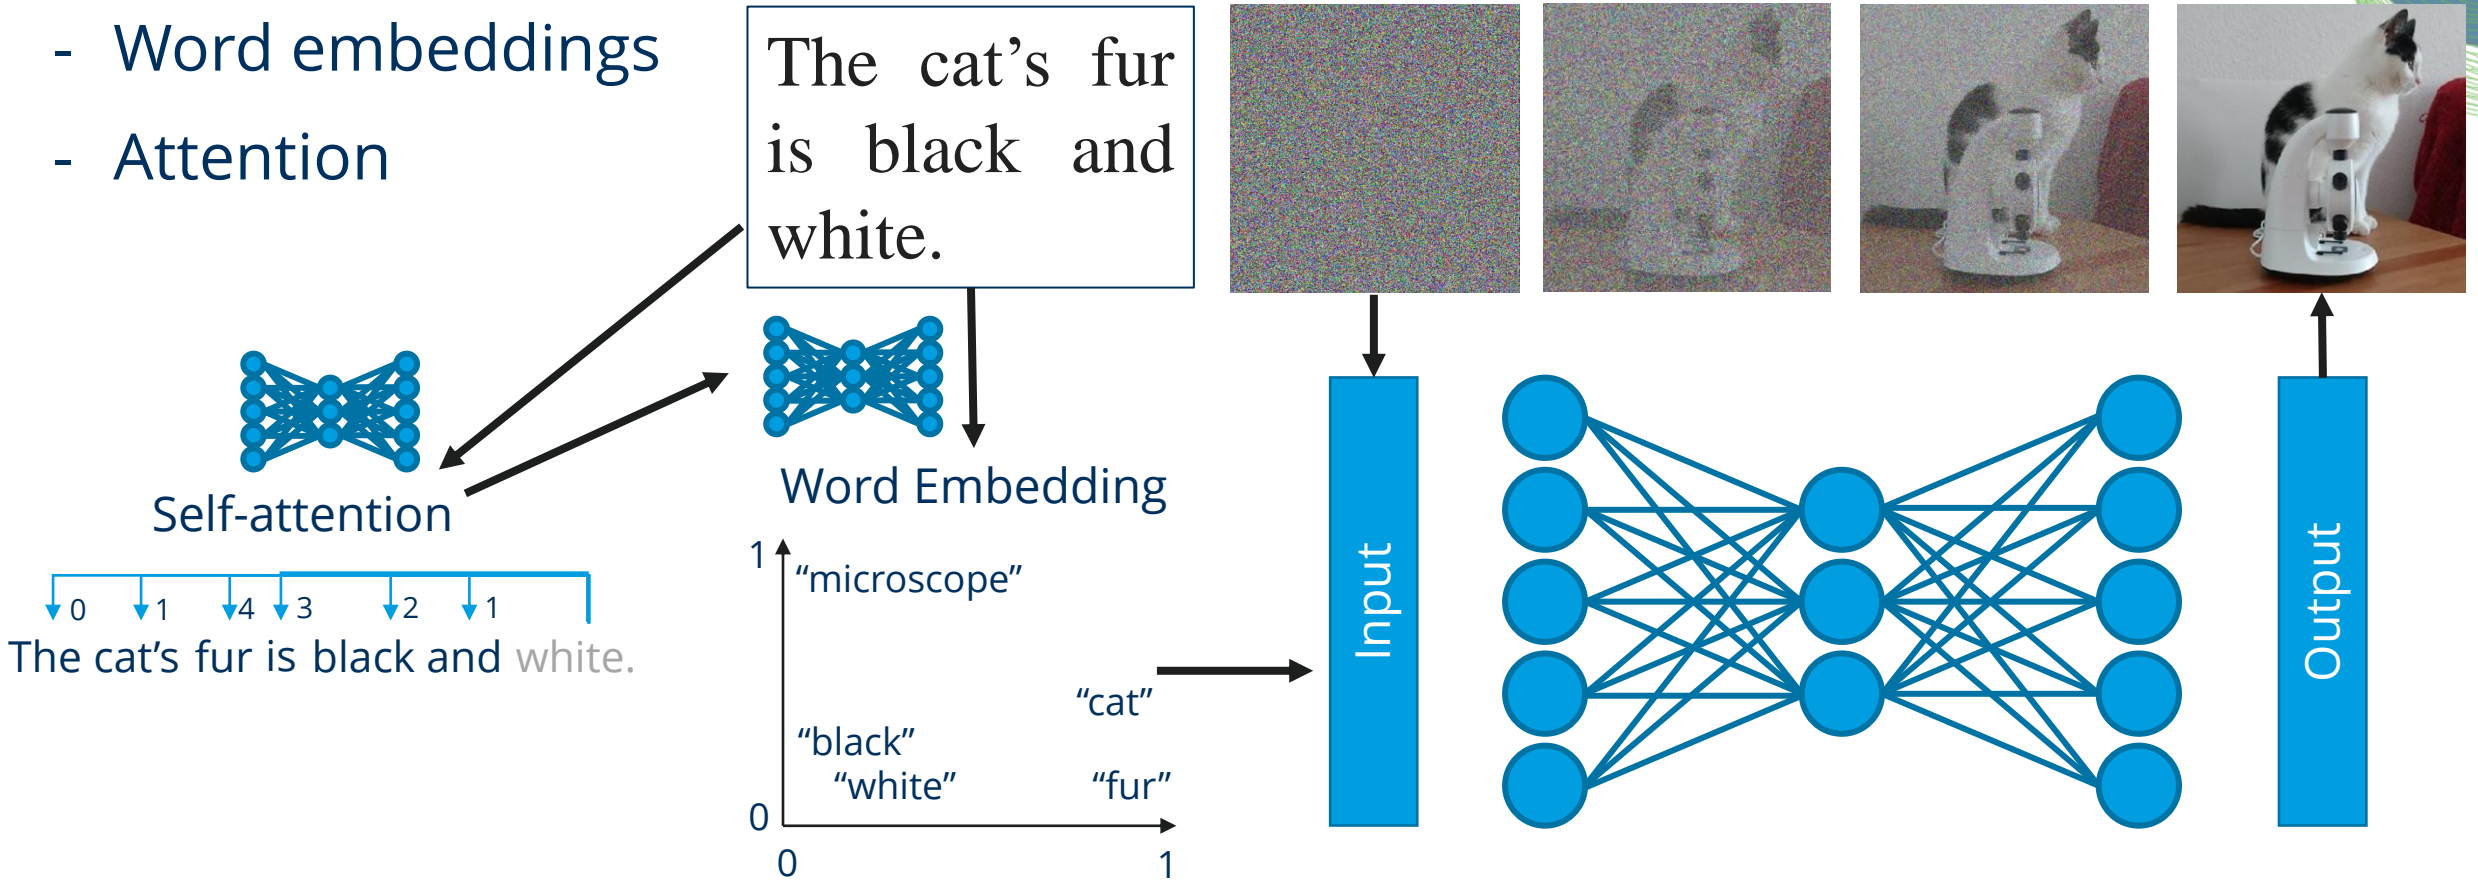 - Word embeddings
- Attention
The cat’s fur
is black and
white.
Self-attention
0 1 4 3 2 1
The cat’s fur is black and white.
Word Embedding
1
“microscope”
“cat”
“black”
“white” “fur”
0
0 1
Input
Output